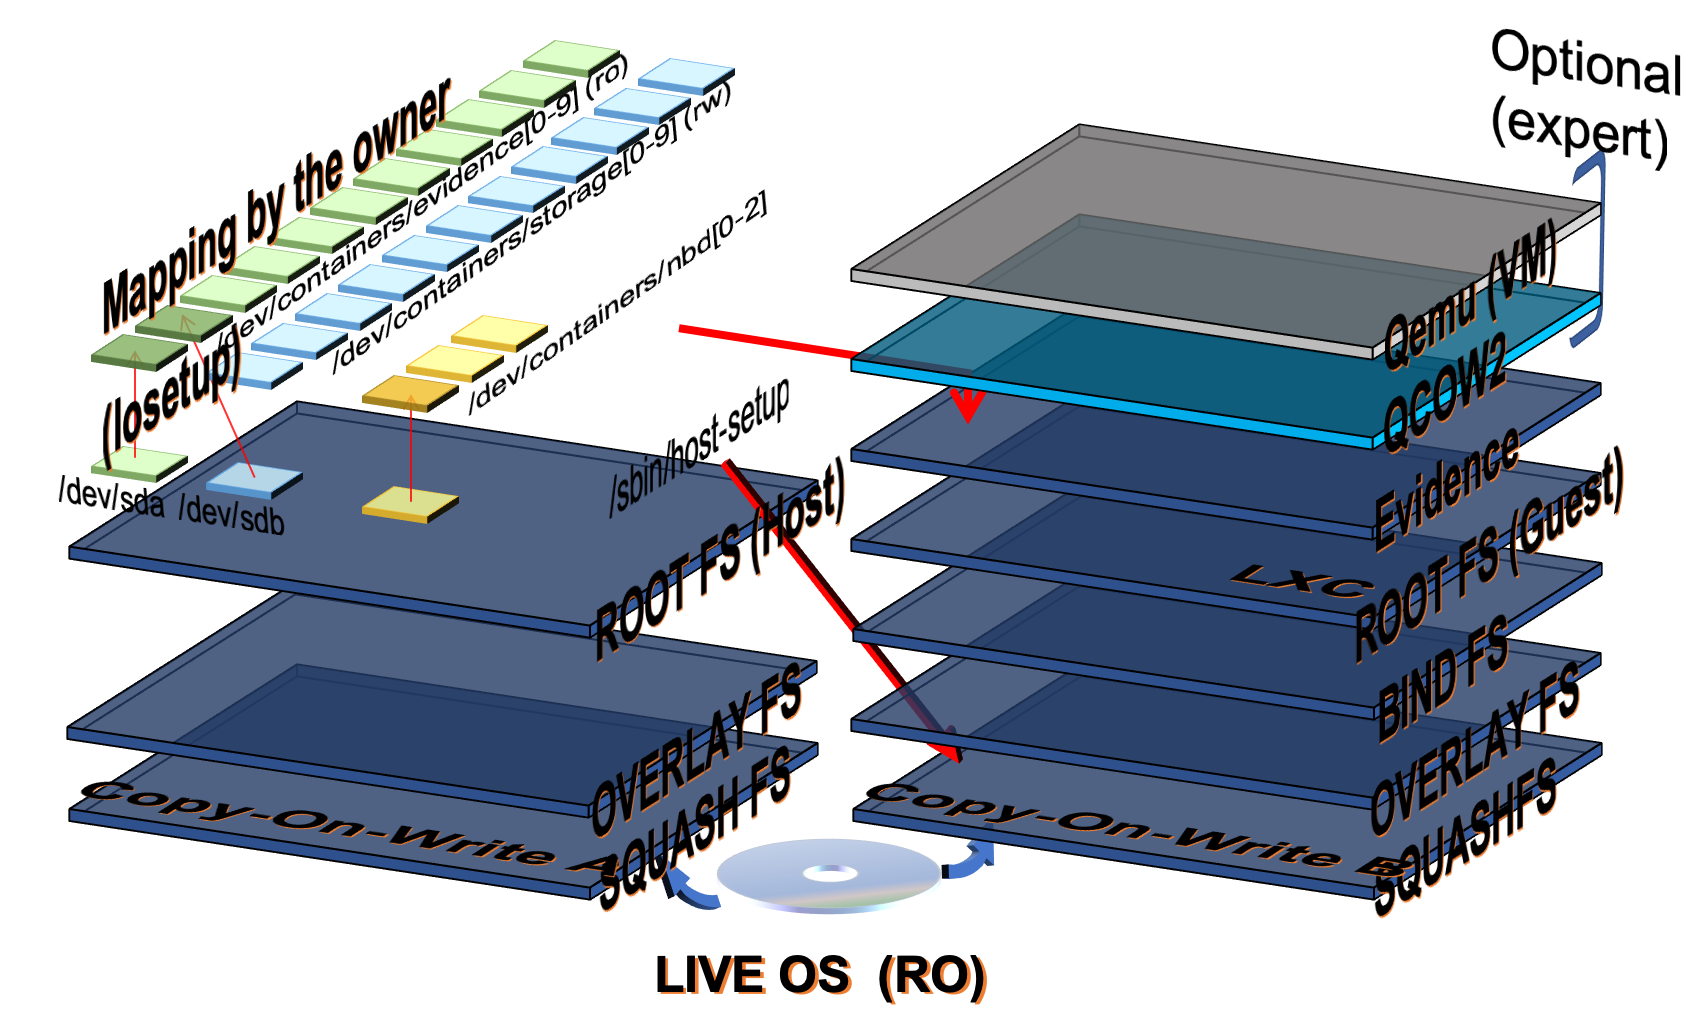 Optional
(expert)
Mapping by the owner
(losetup)
/dev/containers/evidence[0-9] (ro)
/dev/containers/storage[0-9] (rw)
/dev/containers/nbd[0-2]
/dev/sda
/dev/sdb
/sbin/host-setup
ROOT FS (Host)
OVERLAY FS
SQUASH FS
Copy-On-Write A
Qemu (VM)
QCOW2
Evidence
ROOT FS (Guest)
LXC
BIND FS
OVERLAY FS
SQUASHFS
Copy-On-Write B
LIVE OS (RO)